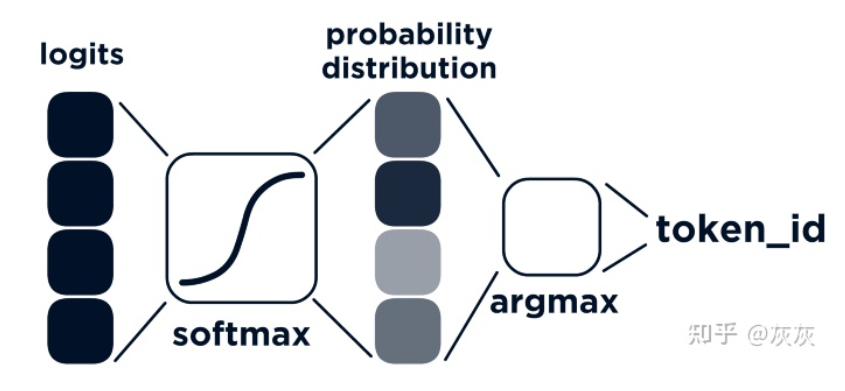 logits
probability
distribution
softmax
argmax
token_id
知乎 @灰灰